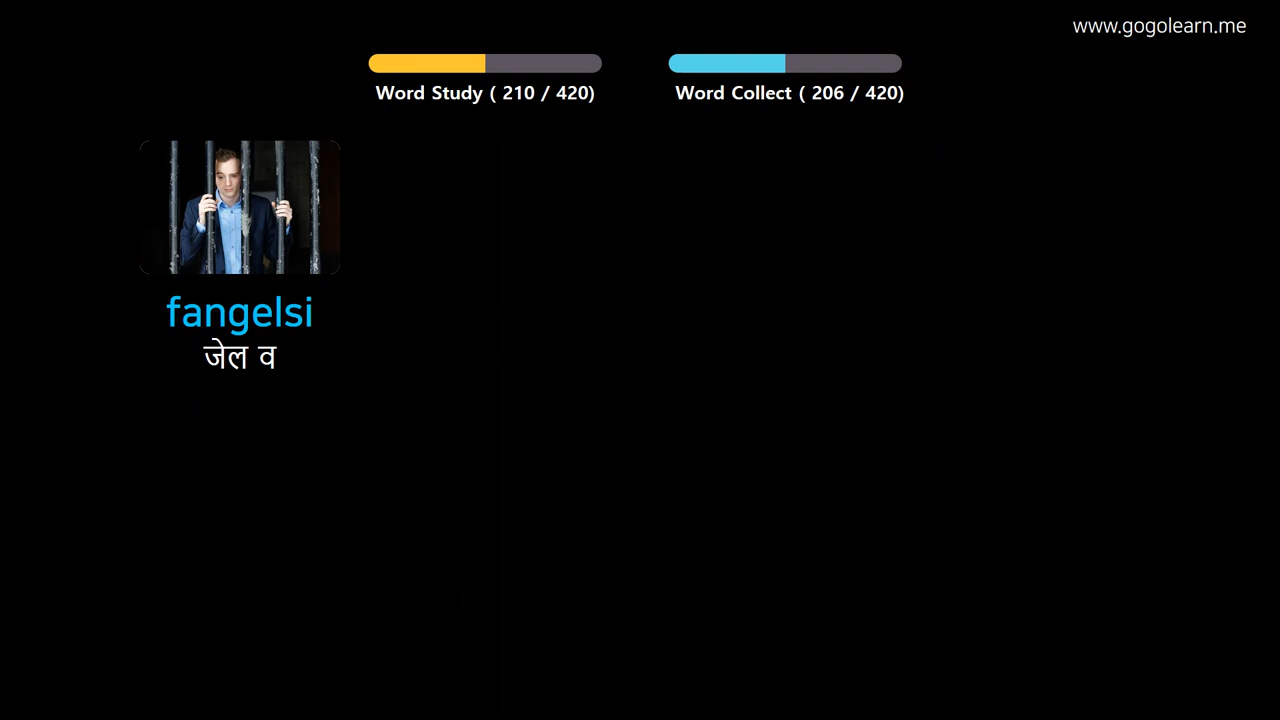 www.gogolearn.me
Word Study ( 210 / 420)
Word Collect ( 206 / 420)
fangelsi
जेल व